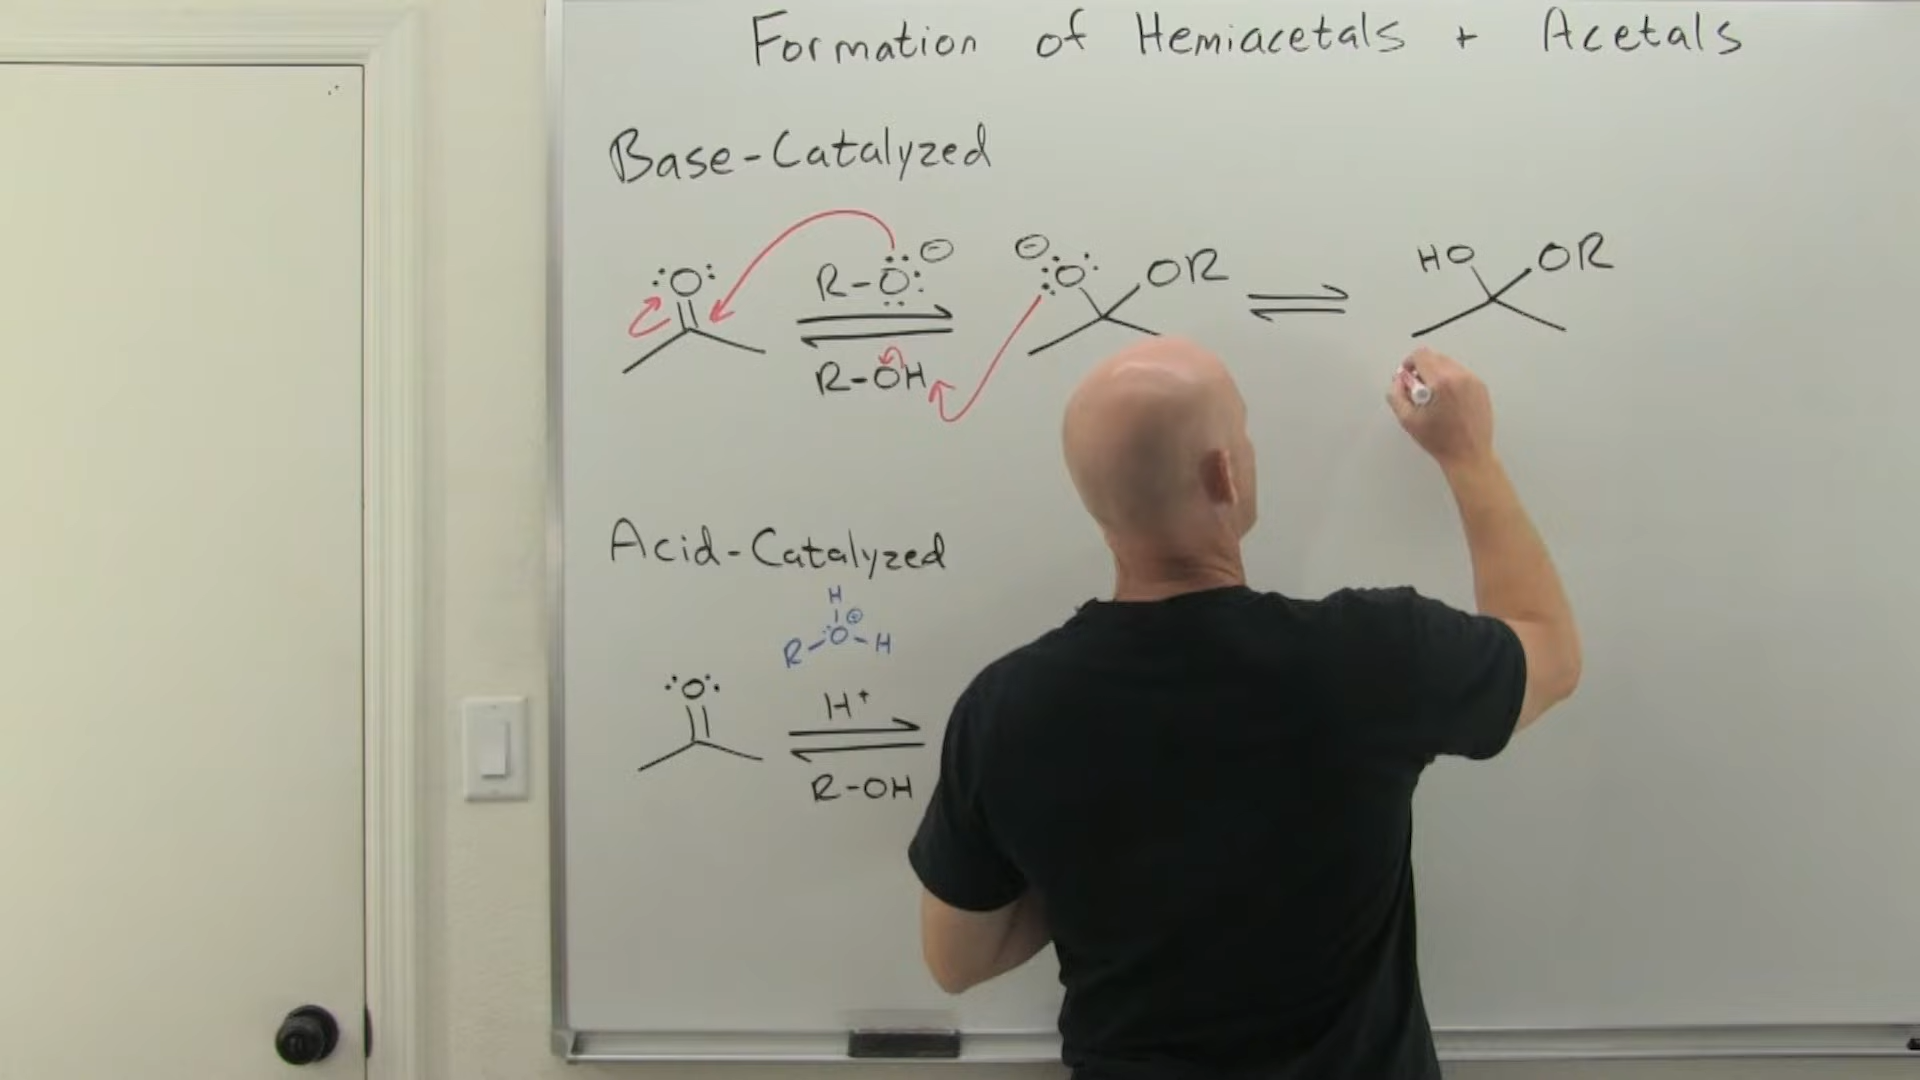 Formation of Hemiacetals + Acetals
Base-Catalyzed
:O: R-O: ⊖ ⊖ :O: OR HO OR
R-OH
Acid-Catalyzed
H
R-O⊕-H
:O: H+
R-OH